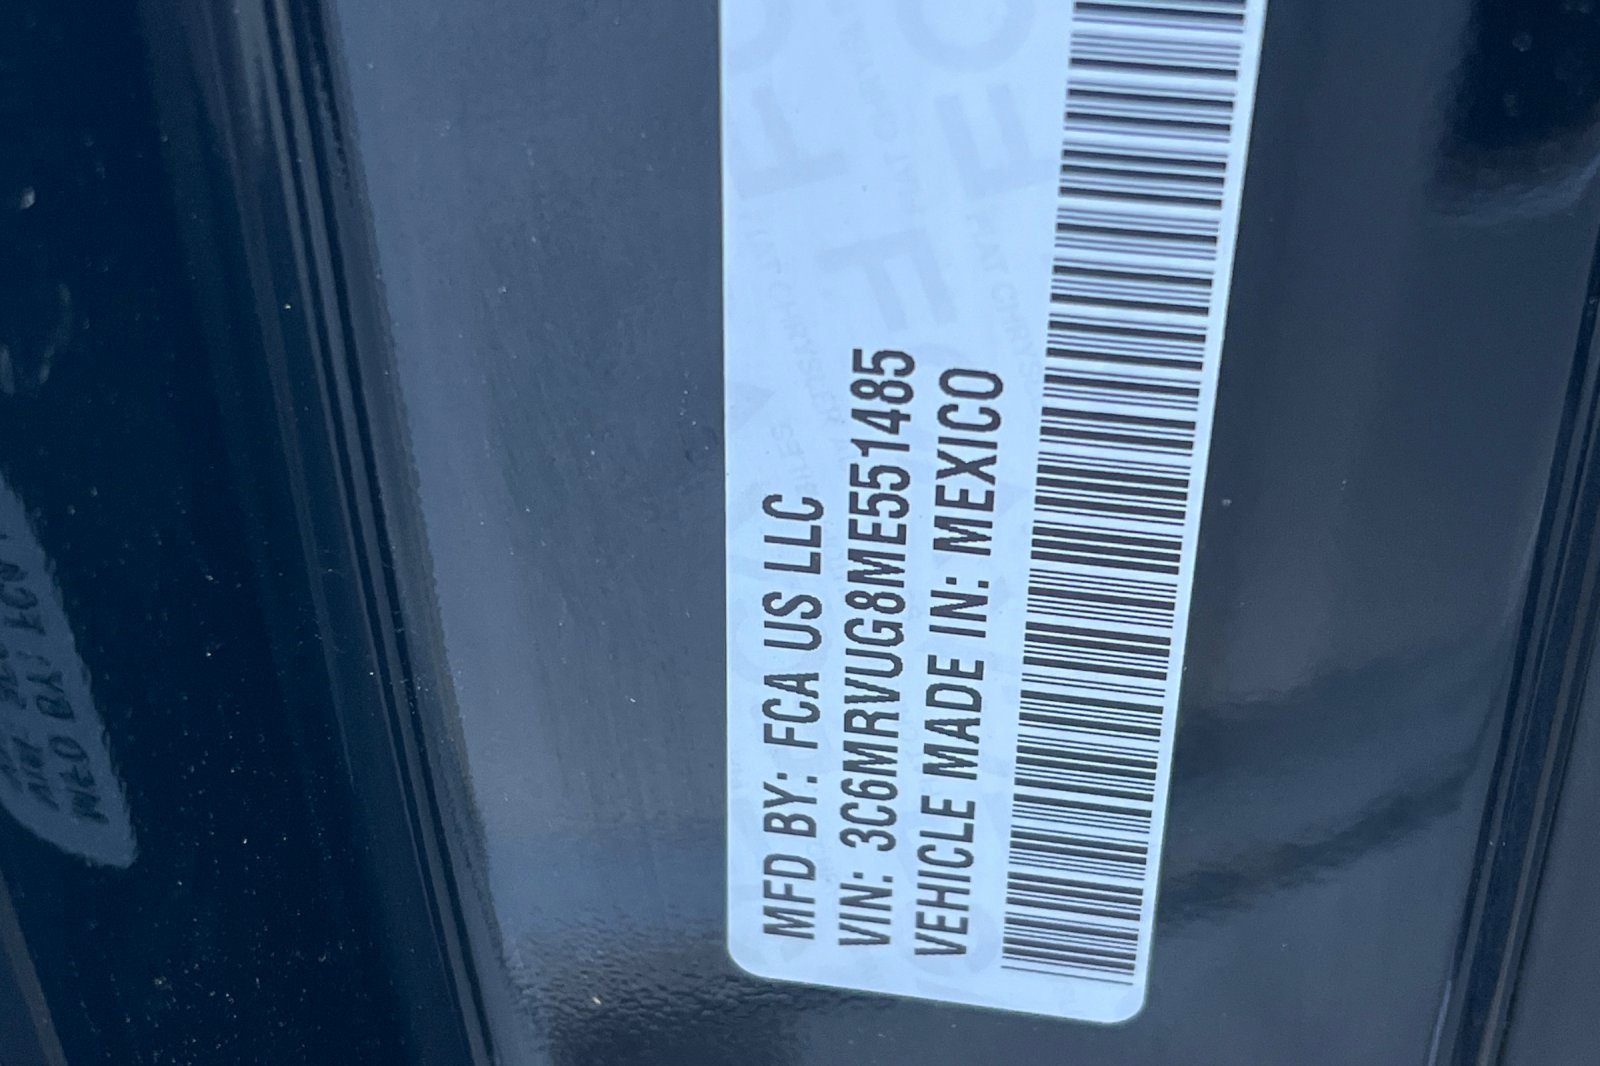 MFD BY: FCA US LLC
VIN: 3C6MRVUG8ME551485
VEHICLE MADE IN: MEXICO